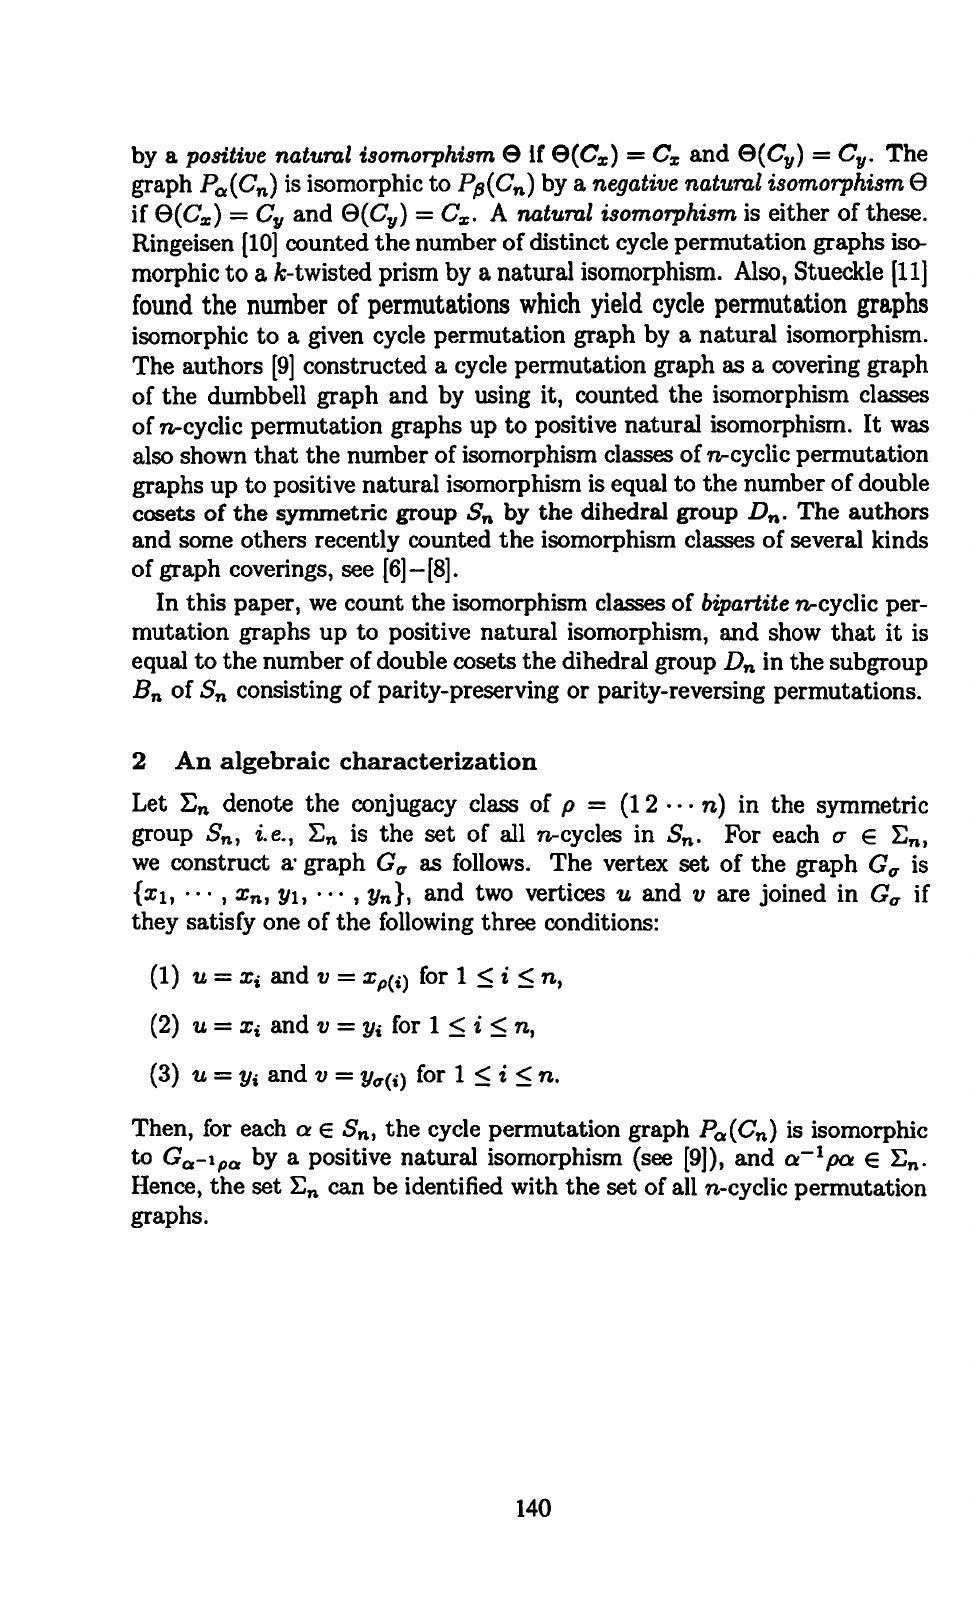 by a positive natural isomorphism Θ if Θ(Cₓ) = Cₓ and Θ(C_y) = C_y. The
graph P_α(C_n) is isomorphic to P_β(C_n) by a negative natural isomorphism Θ
if Θ(Cₓ) = C_y and Θ(C_y) = Cₓ. A natural isomorphism is either of these.
Ringeisen [10] counted the number of distinct cycle permutation graphs iso-
morphic to a k-twisted prism by a natural isomorphism. Also, Stueckle [11]
found the number of permutations which yield cycle permutation graphs
isomorphic to a given cycle permutation graph by a natural isomorphism.
The authors [9] constructed a cycle permutation graph as a covering graph
of the dumbbell graph and by using it, counted the isomorphism classes
of n-cyclic permutation graphs up to positive natural isomorphism. It was
also shown that the number of isomorphism classes of n-cyclic permutation
graphs up to positive natural isomorphism is equal to the number of double
cosets of the symmetric group S_n by the dihedral group D_n. The authors
and some others recently counted the isomorphism classes of several kinds
of graph coverings, see [6]–[8].
In this paper, we count the isomorphism classes of bipartite n-cyclic per-
mutation graphs up to positive natural isomorphism, and show that it is
equal to the number of double cosets the dihedral group D_n in the subgroup
B_n of S_n consisting of parity-preserving or parity-reversing permutations.
2 An algebraic characterization
Let Σ_n denote the conjugacy class of ρ = (1 2 ⋯ n) in the symmetric
group S_n, i.e., Σ_n is the set of all n-cycles in S_n. For each σ ∈ Σ_n,
we construct a graph G_σ as follows. The vertex set of the graph G_σ is
{x_1, ⋯ , x_n, y_1, ⋯ , y_n}, and two vertices u and v are joined in G_σ if
they satisfy one of the following three conditions:
(1) u = x_i and v = x_{ρ(i)} for 1 ≤ i ≤ n,
(2) u = x_i and v = y_i for 1 ≤ i ≤ n,
(3) u = y_i and v = y_{σ(i)} for 1 ≤ i ≤ n.
Then, for each α ∈ S_n, the cycle permutation graph P_α(C_n) is isomorphic
to G_{α⁻¹ρα} by a positive natural isomorphism (see [9]), and α⁻¹ρα ∈ Σ_n.
Hence, the set Σ_n can be identified with the set of all n-cyclic permutation
graphs.
140